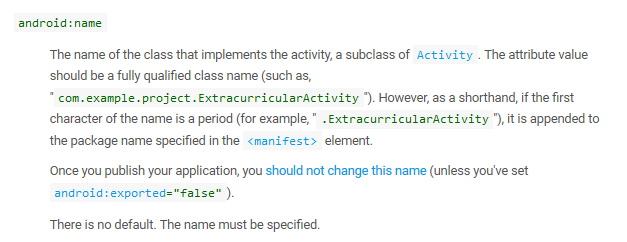 android:name
The name of the class that implements the activity, a subclass of Activity . The attribute value
should be a fully qualified class name (such as,
" com.example.project.ExtracurricularActivity "). However, as a shorthand, if the first
character of the name is a period (for example, " .ExtracurricularActivity "), it is appended to
the package name specified in the <manifest> element.
Once you publish your application, you should not change this name (unless you've set
android:exported="false" ).
There is no default. The name must be specified.